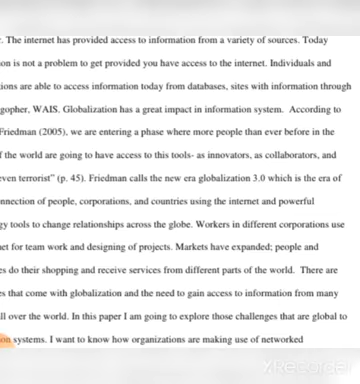 . The internet has provided access to information from a variety of sources. Today
on is not a problem to get provided you have access to the internet. Individuals and
ions are able to access information today from databases, sites with information through
gopher, WAIS. Globalization has a great impact in information system. According to
Friedman (2005), we are entering a phase where more people than ever before in the
f the world are going to have access to this tools- as innovators, as collaborators, and
even terrorist” (p. 45). Friedman calls the new era globalization 3.0 which is the era of
nnection of people, corporations, and countries using the internet and powerful
gy tools to change relationships across the globe. Workers in different corporations use
net for team work and designing of projects. Markets have expanded; people and
es do their shopping and receive services from different parts of the world. There are
es that come with globalization and the need to gain access to information from many
ll over the world. In this paper I am going to explore those challenges that are global to
on systems. I want to know how organizations are making use of networked
XRecorder